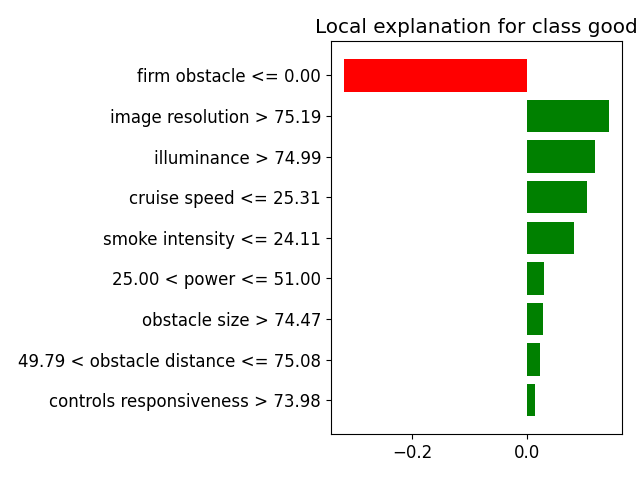 Local explanation for class good
firm obstacle <= 0.00
image resolution > 75.19
illuminance > 74.99
cruise speed <= 25.31
smoke intensity <= 24.11
25.00 < power <= 51.00
obstacle size > 74.47
49.79 < obstacle distance <= 75.08
controls responsiveness > 73.98
−0.2 0.0